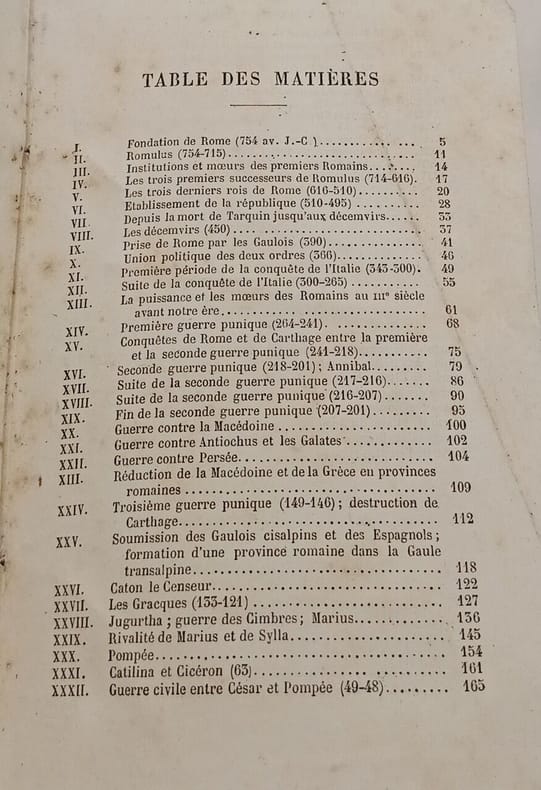 TABLE DES MATIÈRES
I. Fondation de Rome (754 av. J.-C ).............. ... . 5
II. Romulus (754-715)................................ 11
III. Institutions et mœurs des premiers Romains........ 14
IV. Les trois premiers successeurs de Romulus (714-616). 17
V. Les trois derniers rois de Rome (616-510).......... 20
VI. Etablissement de la république (510-495) .......... 28
VII. Depuis la mort de Tarquin jusqu'aux décemvirs...... 33
VIII. Les décemvirs (450).... .......................... 37
IX. Prise de Rome par les Gaulois (390)............... 41
X. Union politique des deux ordres (366).............. 46
XI. Première période de la conquête de l'Italie (343-300). 49
XII. Suite de la conquête de l'Italie (300-265) ........... 55
XIII. La puissance et les mœurs des Romains au IIIe siècle
avant notre ère........... .................... 61
XIV. Première guerre punique (264-241). .............. 68
XV. Conquêtes de Rome et de Carthage entre la première
et la seconde guerre punique (241-218).......... 75
XVI. Seconde guerre punique (218-201) ; Annibal......... 79
XVII. Suite de la seconde guerre punique (217-216)....... 86
XVIII. Suite de la seconde guerre punique (216-207)....... 90
XIX. Fin de la seconde guerre punique (207-201)......... 95
XX. Guerre contre la Macédoine....................... 100
XXI. Guerre contre Antiochus et les Galates............. 102
XXII. Guerre contre Persée............................. 104
XIII. Réduction de la Macédoine et de la Grèce en provinces
romaines .................................... 109
XXIV. Troisième guerre punique (149-146) ; destruction de
Carthage..................................... 112
XXV. Soumission des Gaulois cisalpins et des Espagnols ;
formation d'une province romaine dans la Gaule
transalpine................................... 118
XXVI. Caton le Censeur................................. 122
XXVII. Les Gracques (133-121) ........................... 127
XXVIII. Jugurtha ; guerre des Cimbres ; Marius............. 136
XXIX. Rivalité de Marius et de Sylla...................... 145
XXX. Pompée.......................................... 154
XXXI. Catilina et Cicéron (63)................ .......... 161
XXXII. Guerre civile entre César et Pompée (49-48)......... 165